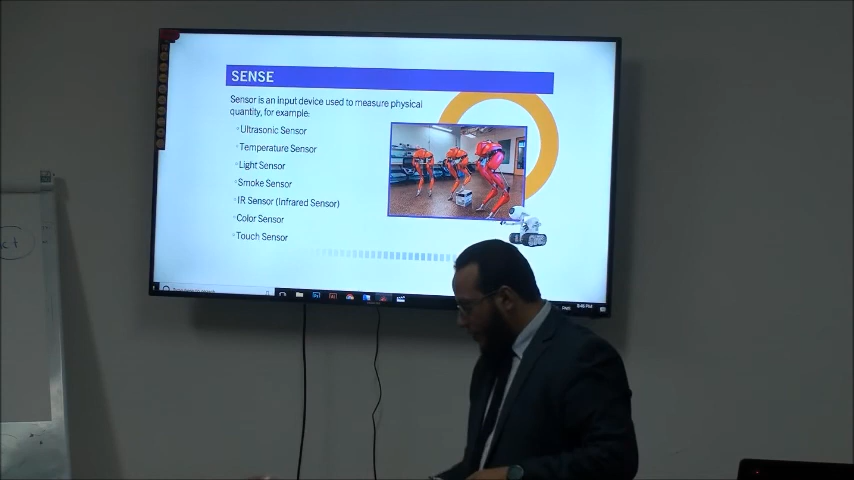 SENSE
Sensor is an input device used to measure physical
quantity, for example:
Ultrasonic Sensor
Temperature Sensor
Light Sensor
Smoke Sensor
IR Sensor (Infrared Sensor)
Color Sensor
Touch Sensor